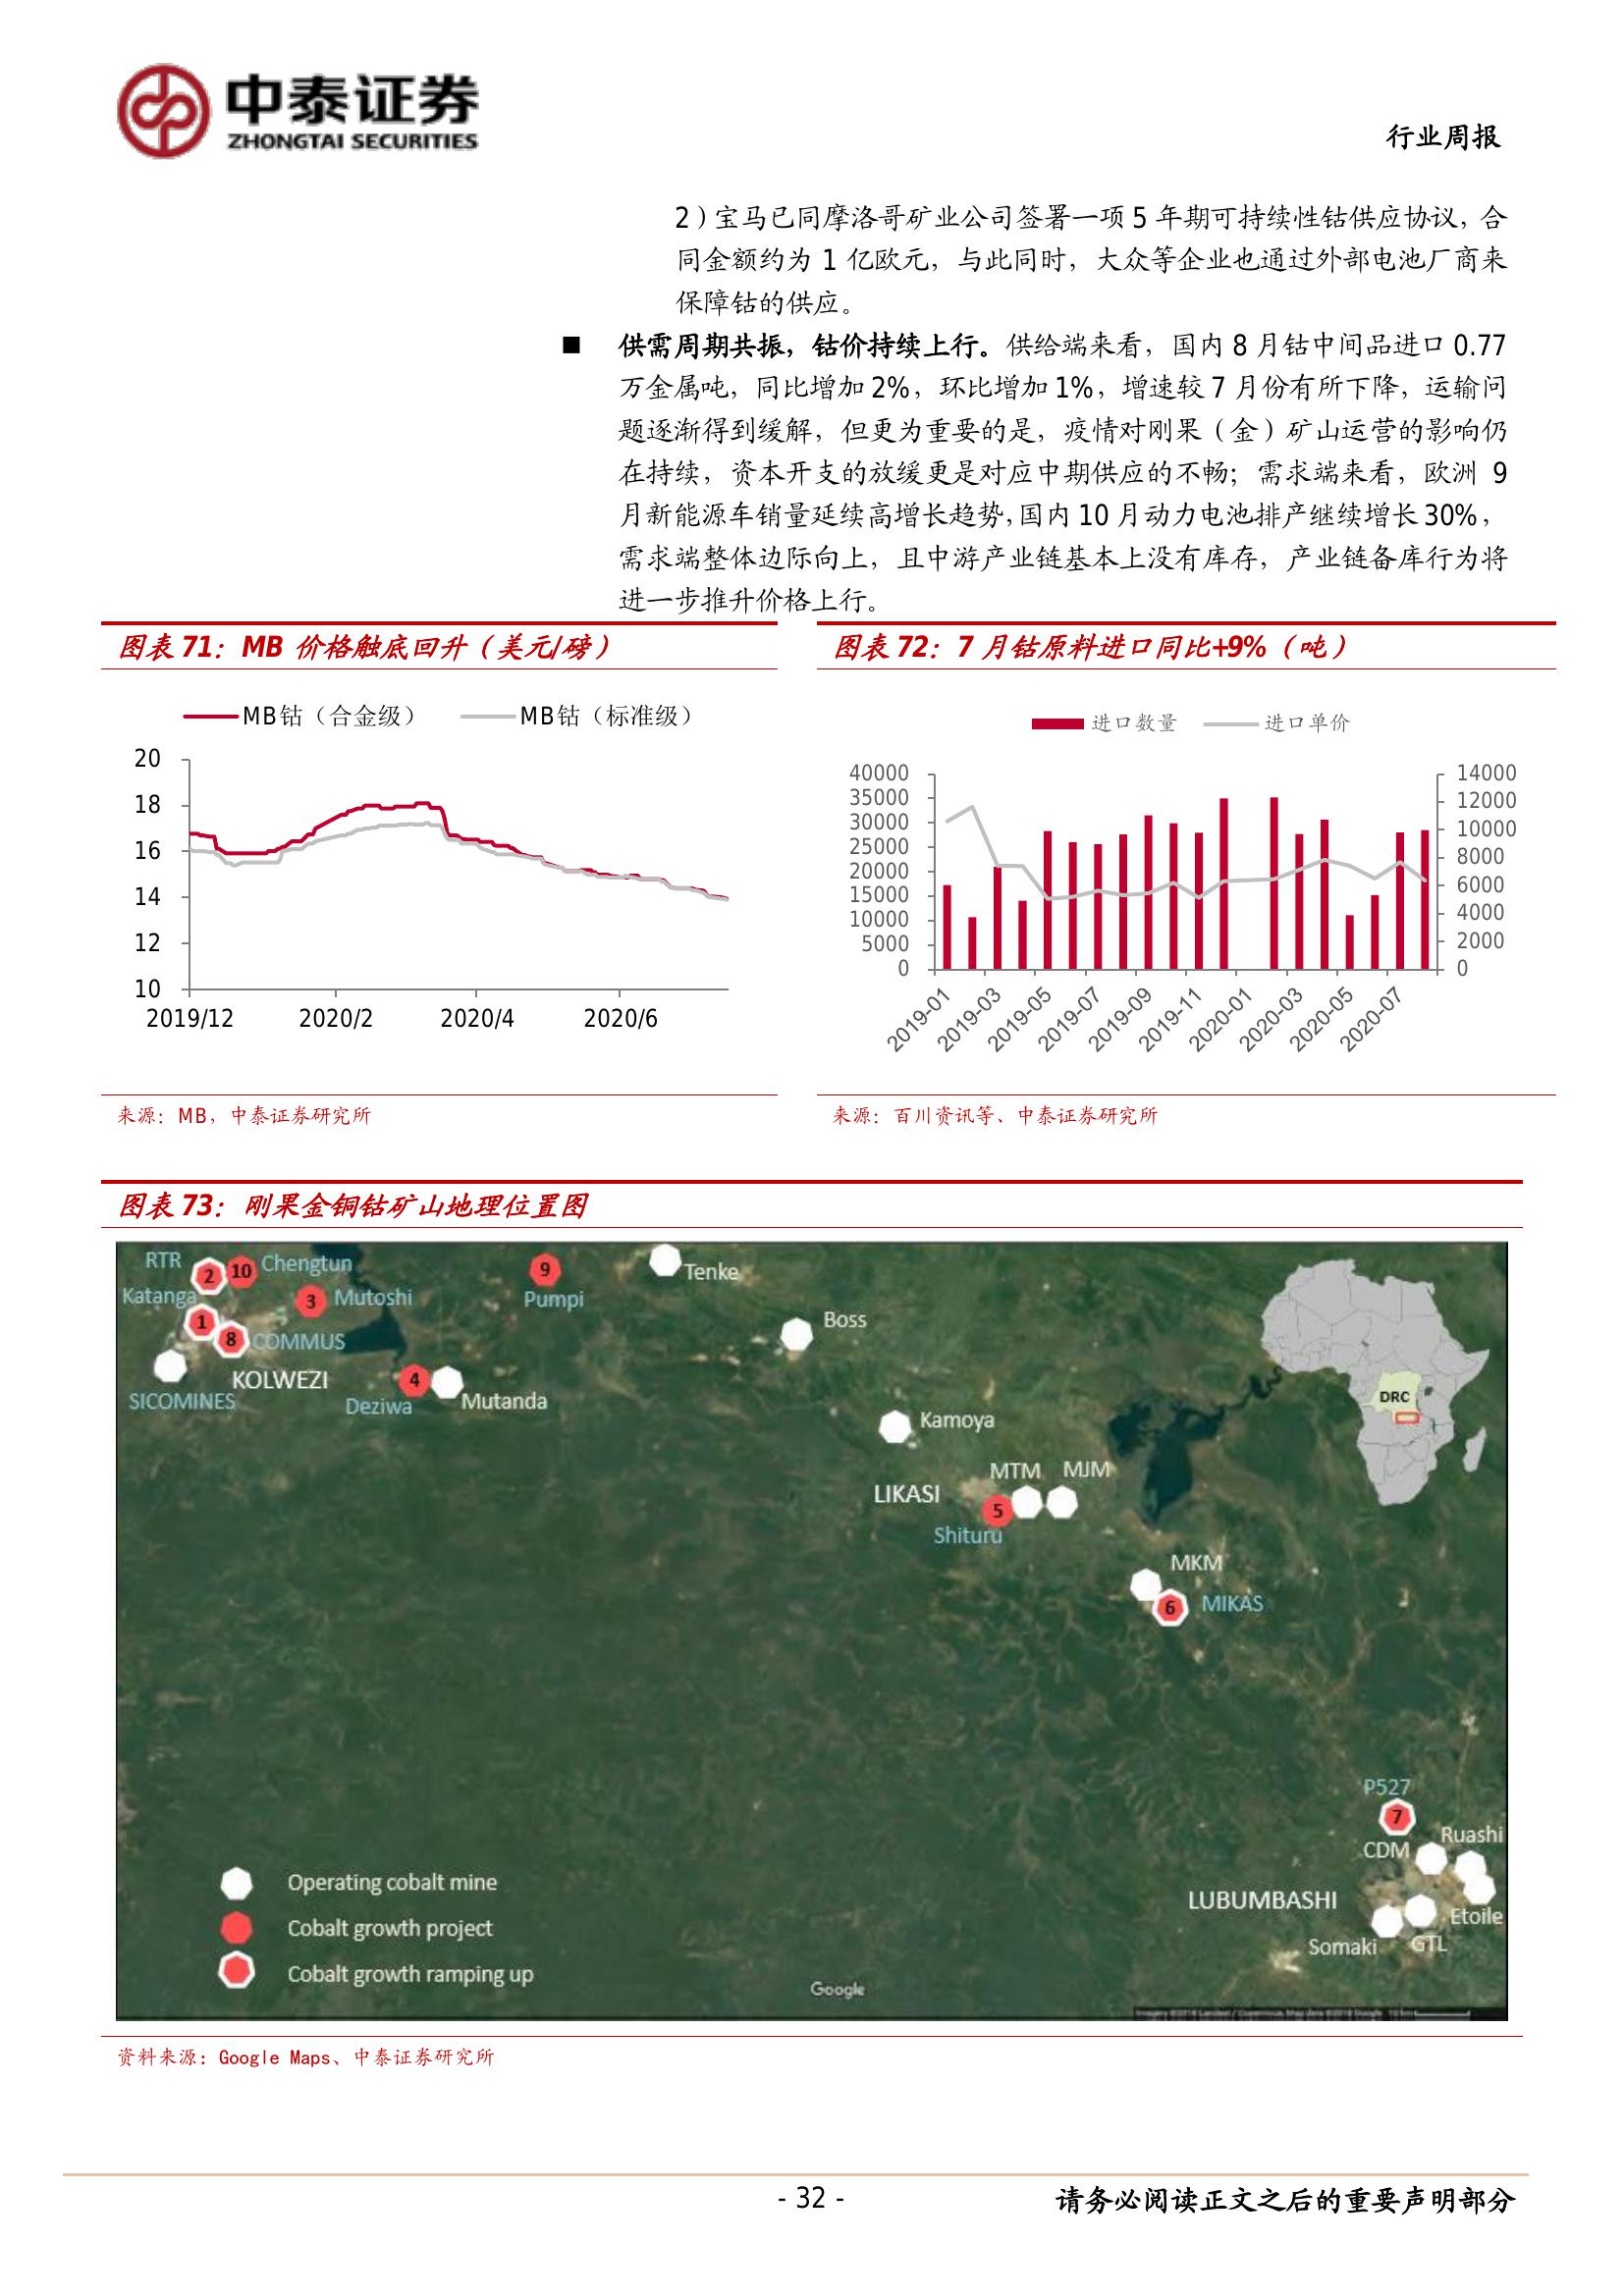 中泰证券
ZHONGTAI SECURITIES
行业周报
2）宝马已同摩洛哥矿业公司签署一项 5 年期可持续性钴供应协议，合
同金额约为 1 亿欧元，与此同时，大众等企业也通过外部电池厂商来
保障钴的供应。
■ 供需周期共振，钴价持续上行。供给端来看，国内 8 月钴中间品进口 0.77
万金属吨，同比增加 2%，环比增加 1%，增速较 7 月份有所下降，运输问
题逐渐得到缓解，但更为重要的是，疫情对刚果（金）矿山运营的影响仍
在持续，资本开支的放缓更是对应中期供应的不畅；需求端来看，欧洲 9
月新能源车销量延续高增长趋势，国内 10 月动力电池排产继续增长 30%，
需求端整体边际向上，且中游产业链基本上没有库存，产业链备库行为将
进一步推升价格上行。
图表 71：MB 价格触底回升（美元/磅）
MB钴（合金级） MB钴（标准级）
20
18
16
14
12
10
2019/12 2020/2 2020/4 2020/6
来源：MB，中泰证券研究所
图表 72：7 月钴原料进口同比+9%（吨）
进口数量 进口单价
40000
35000
30000
25000
20000
15000
10000
5000
0
14000
12000
10000
8000
6000
4000
2000
0
2019-01 2019-03 2019-05 2019-07 2019-09 2019-11 2020-01 2020-03 2020-05 2020-07
来源：百川资讯等、中泰证券研究所
图表 73：刚果金铜钴矿山地理位置图
RTR
2
10
Chengtun
Katanga
1
3
Mutoshi
8
COMMUS
KOLWEZI
SICOMINES
4
Deziwa
Mutanda
9
Pumpi
Tenke
Boss
Kamoya
DRC
MTM
MJM
LIKASI
5
Shituru
MKM
6
MIKAS
P527
7
CDM
Ruashi
LUBUMBASHI
Etoile
Somaki
GTL
Operating cobalt mine
Cobalt growth project
Cobalt growth ramping up
Google
资料来源：Google Maps、中泰证券研究所
- 32 -
请务必阅读正文之后的重要声明部分